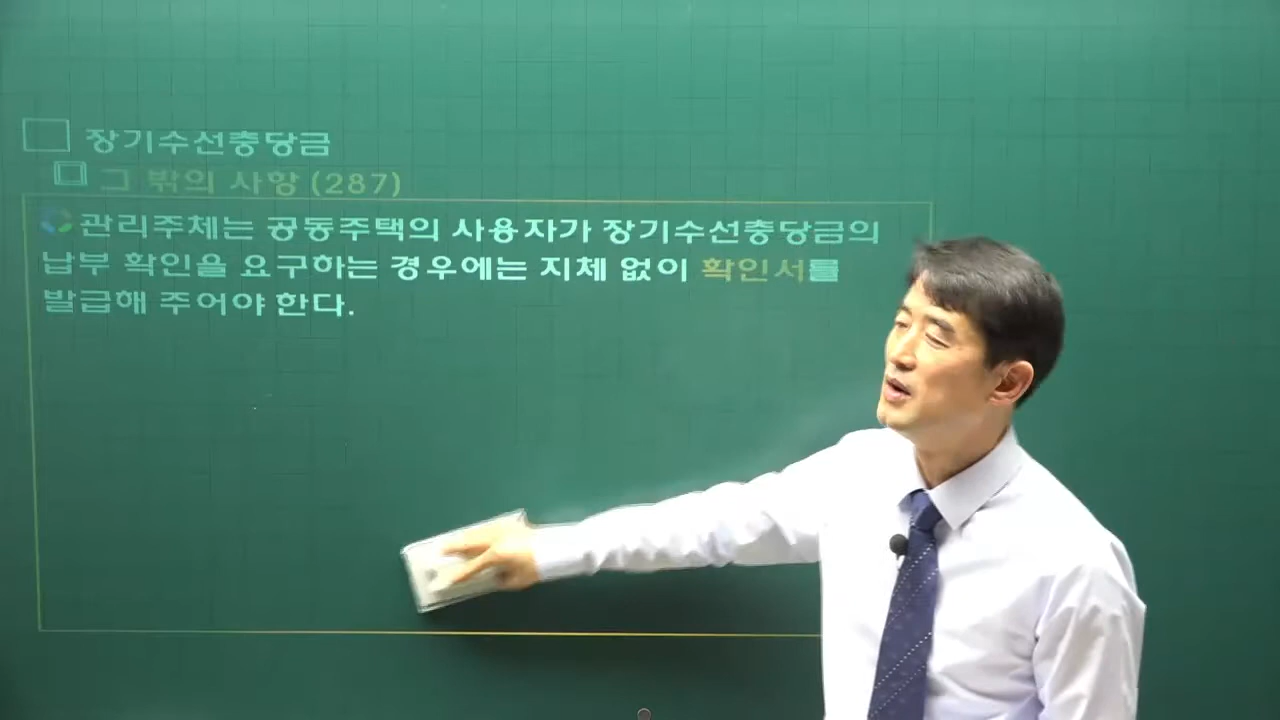 장기수선충당금
그 밖의 사항 (287)
관리주체는 공동주택의 사용자가 장기수선충당금의
납부 확인을 요구하는 경우에는 지체 없이 확인서를
발급해 주어야 한다.